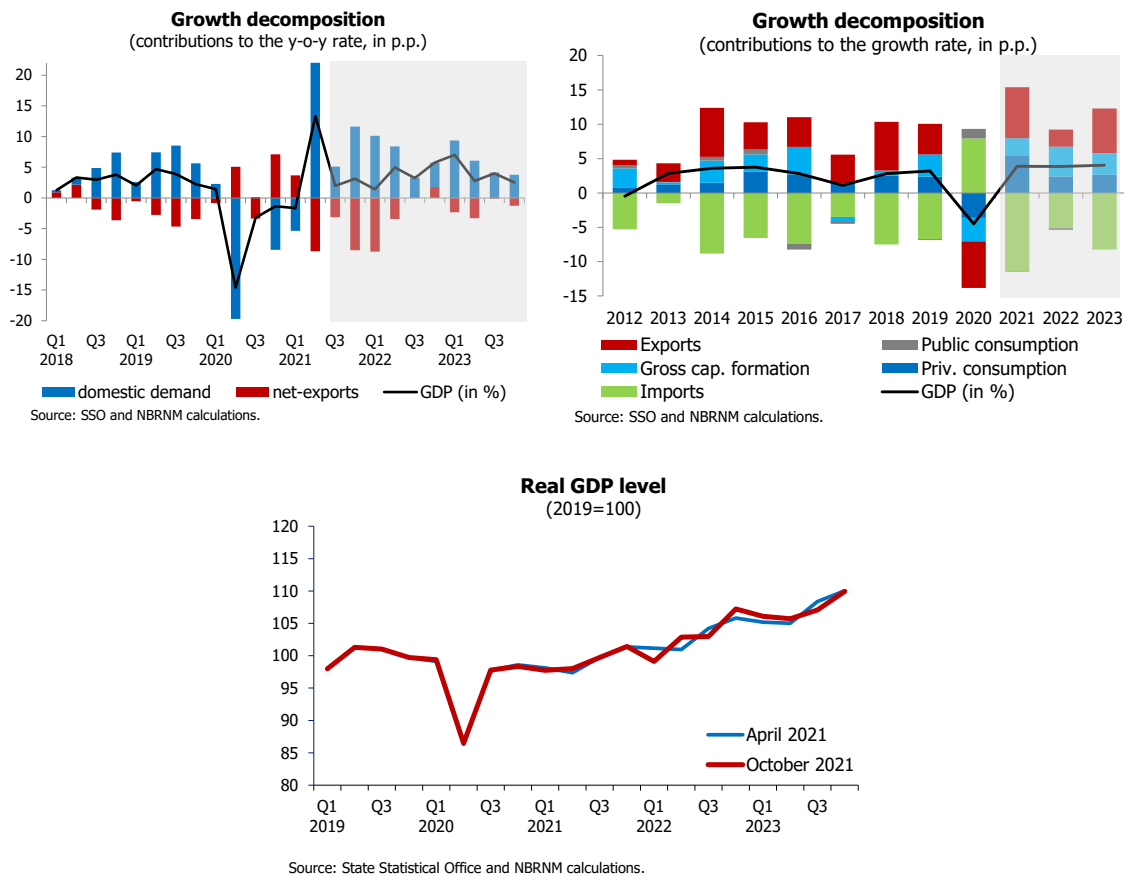 Growth decomposition
(contributions to the y-o-y rate, in p.p.)
20
15
10
5
0
-5
-10
-15
-20
Q1 Q3 Q1 Q3 Q1 Q3 Q1 Q3 Q1 Q3 Q1 Q3
2018 2019 2020 2021 2022 2023
domestic demand net-exports GDP (in %)
Source: SSO and NBRNM calculations.
Growth decomposition
(contributions to the growth rate, in p.p.)
20
15
10
5
0
-5
-10
-15
2012 2013 2014 2015 2016 2017 2018 2019 2020 2021 2022 2023
Exports Public consumption
Gross cap. formation Priv. consumption
Imports GDP (in %)
Source: SSO and NBRNM calculations.
Real GDP level
(2019=100)
120
115
110
105
100
95
90
85
80
April 2021
October 2021
Q1 Q3 Q1 Q3 Q1 Q3 Q1 Q3 Q1 Q3
2019 2020 2021 2022 2023
Source: State Statistical Office and NBRNM calculations.